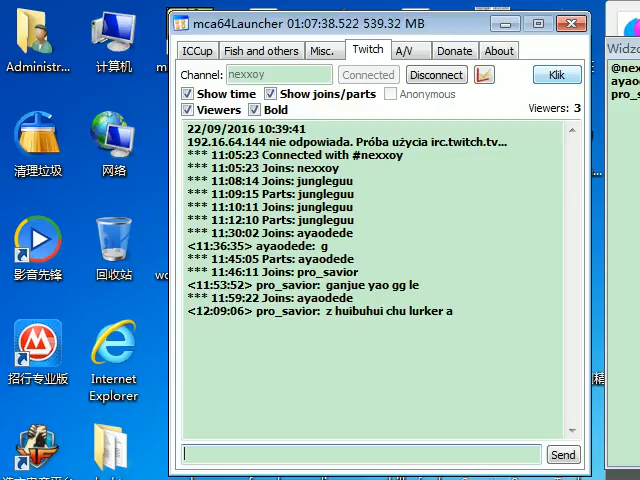 mca64Launcher 01:07:38.522 539.32 MB
ICCup Fish and others Misc. Twitch A/V Donate About
Channel: nexxoy Connected Disconnect Klik
Show time Show joins/parts Anonymous
Viewers Bold Viewers: 3
22/09/2016 10:39:41
192.16.64.144 nie odpowiada. Próba użycia irc.twitch.tv...
*** 11:05:23 Connected with #nexxoy
*** 11:05:23 Joins: nexxoy
*** 11:08:14 Joins: jungleguu
*** 11:09:15 Parts: jungleguu
*** 11:10:11 Joins: jungleguu
*** 11:12:10 Parts: jungleguu
*** 11:30:02 Joins: ayaodede
<11:36:35> ayaodede: g
*** 11:45:05 Parts: ayaodede
*** 11:46:11 Joins: pro_savior
<11:53:52> pro_savior: ganjue yao gg le
*** 11:59:22 Joins: ayaodede
<12:09:06> pro_savior: z huibuhui chu lurker a
Send
Administr...
计算机
清理垃圾
网络
影音先锋
回收站
招行专业版
Internet
Explorer